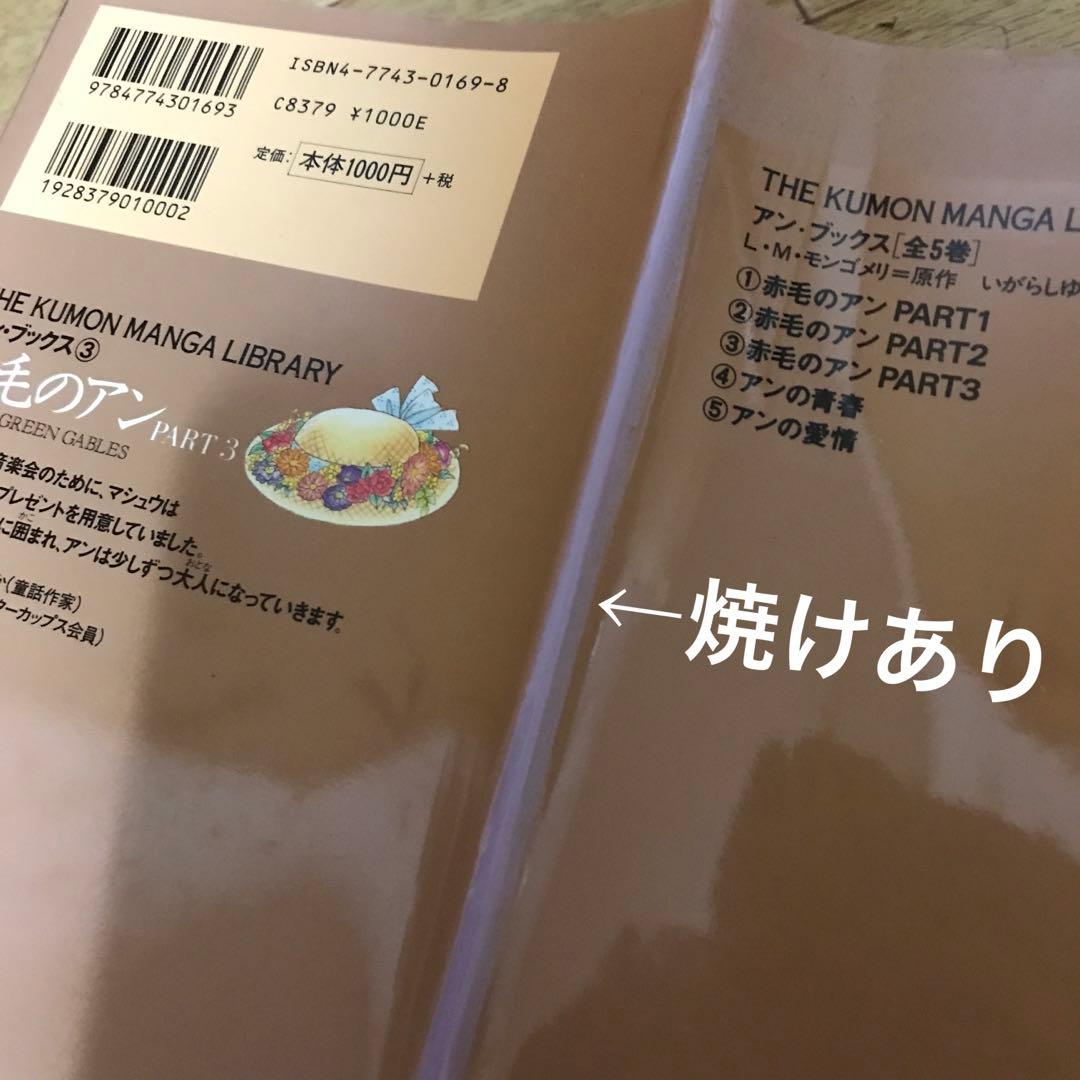 ISBN4-7743-0169-8
9784774301693
C8379 ¥1000E
定価：本体1000円+税
1928379010002
HE KUMON MANGA LIBRARY
ン・ブックス③
毛のアン PART 3
GREEN GABLES
音楽会のために、マシュウは
プレゼントを用意していました。
に囲まれ、アンは少しずつ大人になっていきます。
おとな
(童話作家)
ターカップス会員)
THE KUMON MANGA L
アン・ブックス[全5巻]
L・M・モンゴメリ＝原作 いがらしゆ
①赤毛のアン PART1
②赤毛のアン PART2
③赤毛のアン PART3
④アンの青春
⑤アンの愛情
←焼けあり